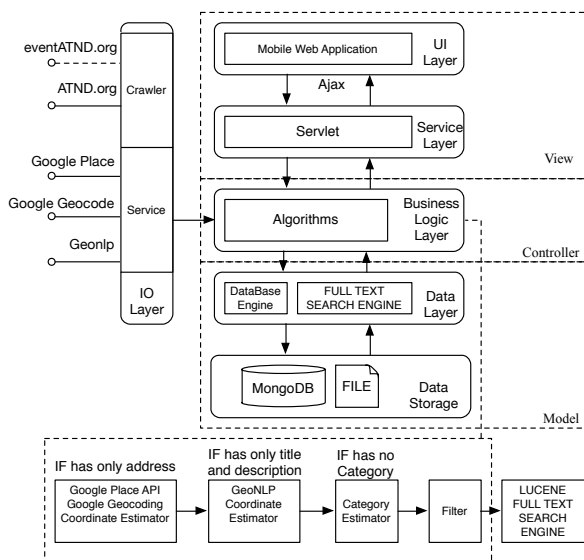 eventATND.org
ATND.org
Google Place
Google Geocode
Geonlp
Crawler
Service
IO
Layer
Mobile Web Application
UI
Layer
Ajax
Servlet
Service
Layer
View
Algorithms
Business
Logic
Layer
Controller
DataBase
Engine
FULL TEXT
SEARCH ENGINE
Data
Layer
MongoDB
FILE
Data
Storage
Model
IF has only address
IF has only title
and description
IF has no
Category
Google Place API
Google Geocoding
Coordinate Estimator
GeoNLP
Coordinate
Estimator
Category
Estimator
Filter
LUCENE
FULL TEXT
SEARCH
ENGINE